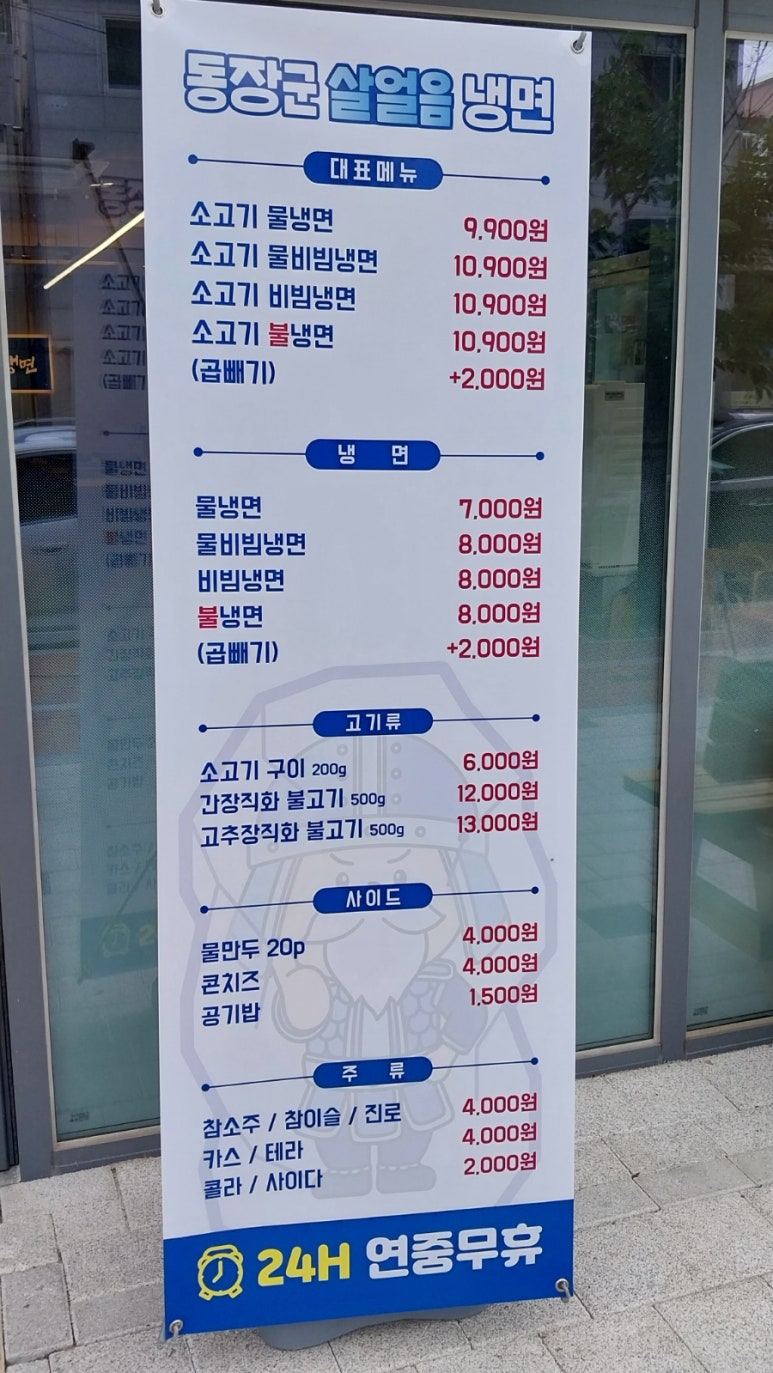 동장군 살얼음 냉면
대표메뉴
소고기 물냉면 9,900원
소고기 물비빔냉면 10,900원
소고기 비빔냉면 10,900원
소고기 불냉면 10,900원
(곱빼기) +2,000원
냉 면
물냉면 7,000원
물비빔냉면 8,000원
비빔냉면 8,000원
불냉면 8,000원
(곱빼기) +2,000원
고기류
소고기 구이 200g 6,000원
간장직화 불고기 500g 12,000원
고추장직화 불고기 500g 13,000원
사이드
물만두 20p 4,000원
콘치즈 4,000원
공기밥 1,500원
주 류
참소주 / 참이슬 / 진로 4,000원
카스 / 테라 4,000원
콜라 / 사이다 2,000원
24H 연중무휴